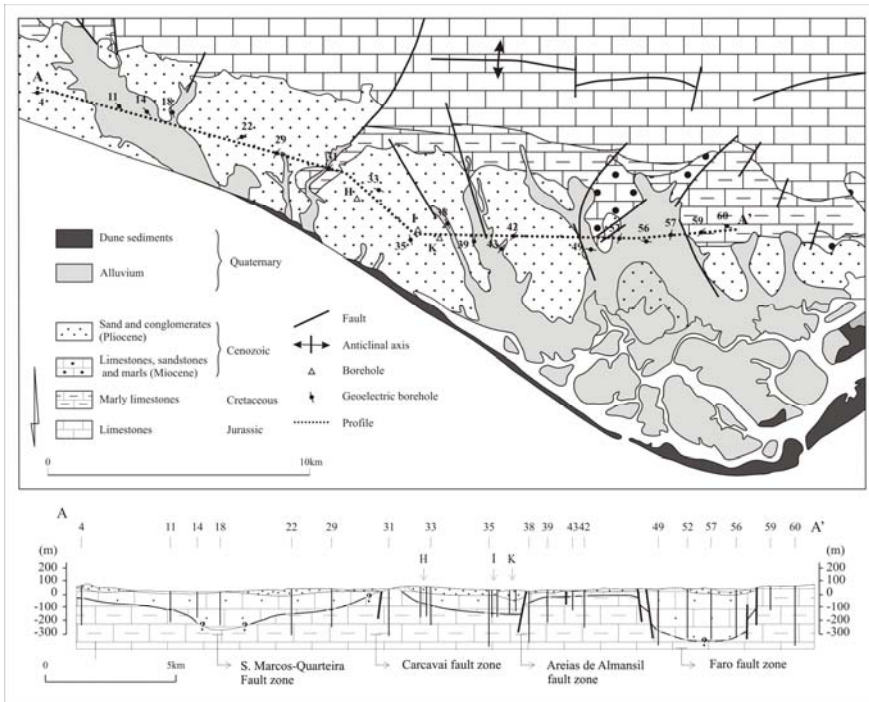 A
4
11
14
18
22
29
31
H
33
I
35
K
38
39
43
42
49
52
56
57
59
60
A'
Dune sediments
Quaternary
Alluvium
Sand and conglomerates
(Pliocene)
Cenozoic
Limestones, sandstones
and marls (Miocene)
Marly limestones
Cretaceous
Limestones
Jurassic
Fault
Anticlinal axis
Borehole
Geoelectric borehole
Profile
0 10km
A A'
4 11 14 18 22 29 31 33 35 38 39 43 42 49 52 57 56 59 60
(m) H I K (m)
200 200
100 100
0 0
-100 -100
-200 -200
-300 -300
? ? ? ?
0 5km
S. Marcos-Quarteira
Fault zone
Carcavai fault zone
Areias de Almansil
fault zone
Faro fault zone